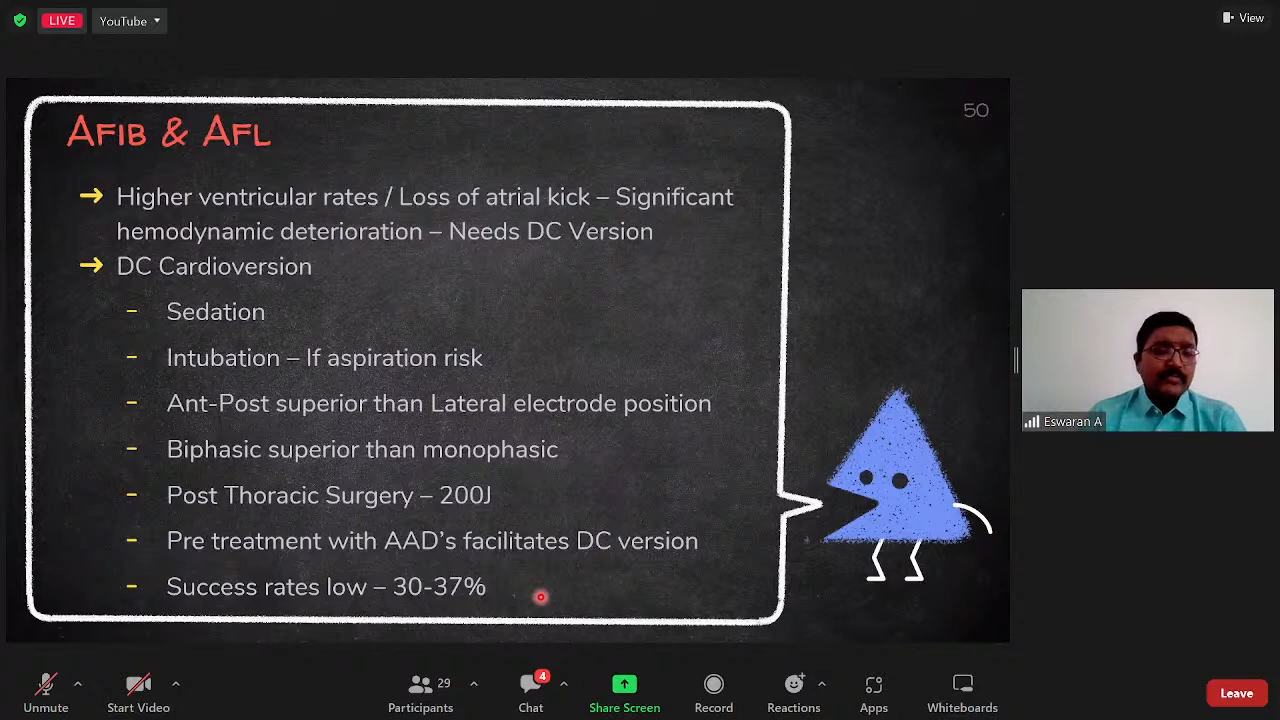 LIVE
YouTube
View
50
AFIB & AFL
→ Higher ventricular rates / Loss of atrial kick – Significant
hemodynamic deterioration – Needs DC Version
→ DC Cardioversion
– Sedation
– Intubation – If aspiration risk
– Ant-Post superior than Lateral electrode position
– Biphasic superior than monophasic
– Post Thoracic Surgery – 200J
– Pre treatment with AAD's facilitates DC version
– Success rates low – 30-37%
Eswaran A
Unmute
Start Video
29
Participants
4
Chat
Share Screen
Record
Reactions
Apps
Whiteboards
Leave